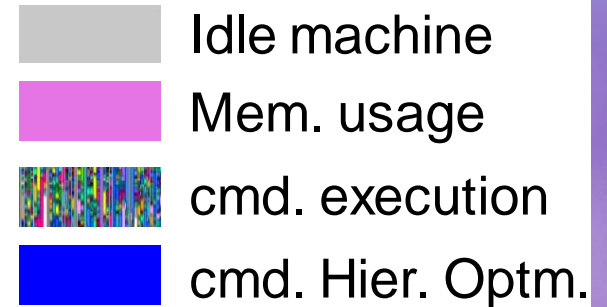 Idle machine
Mem. usage
cmd. execution
cmd. Hier. Optm.